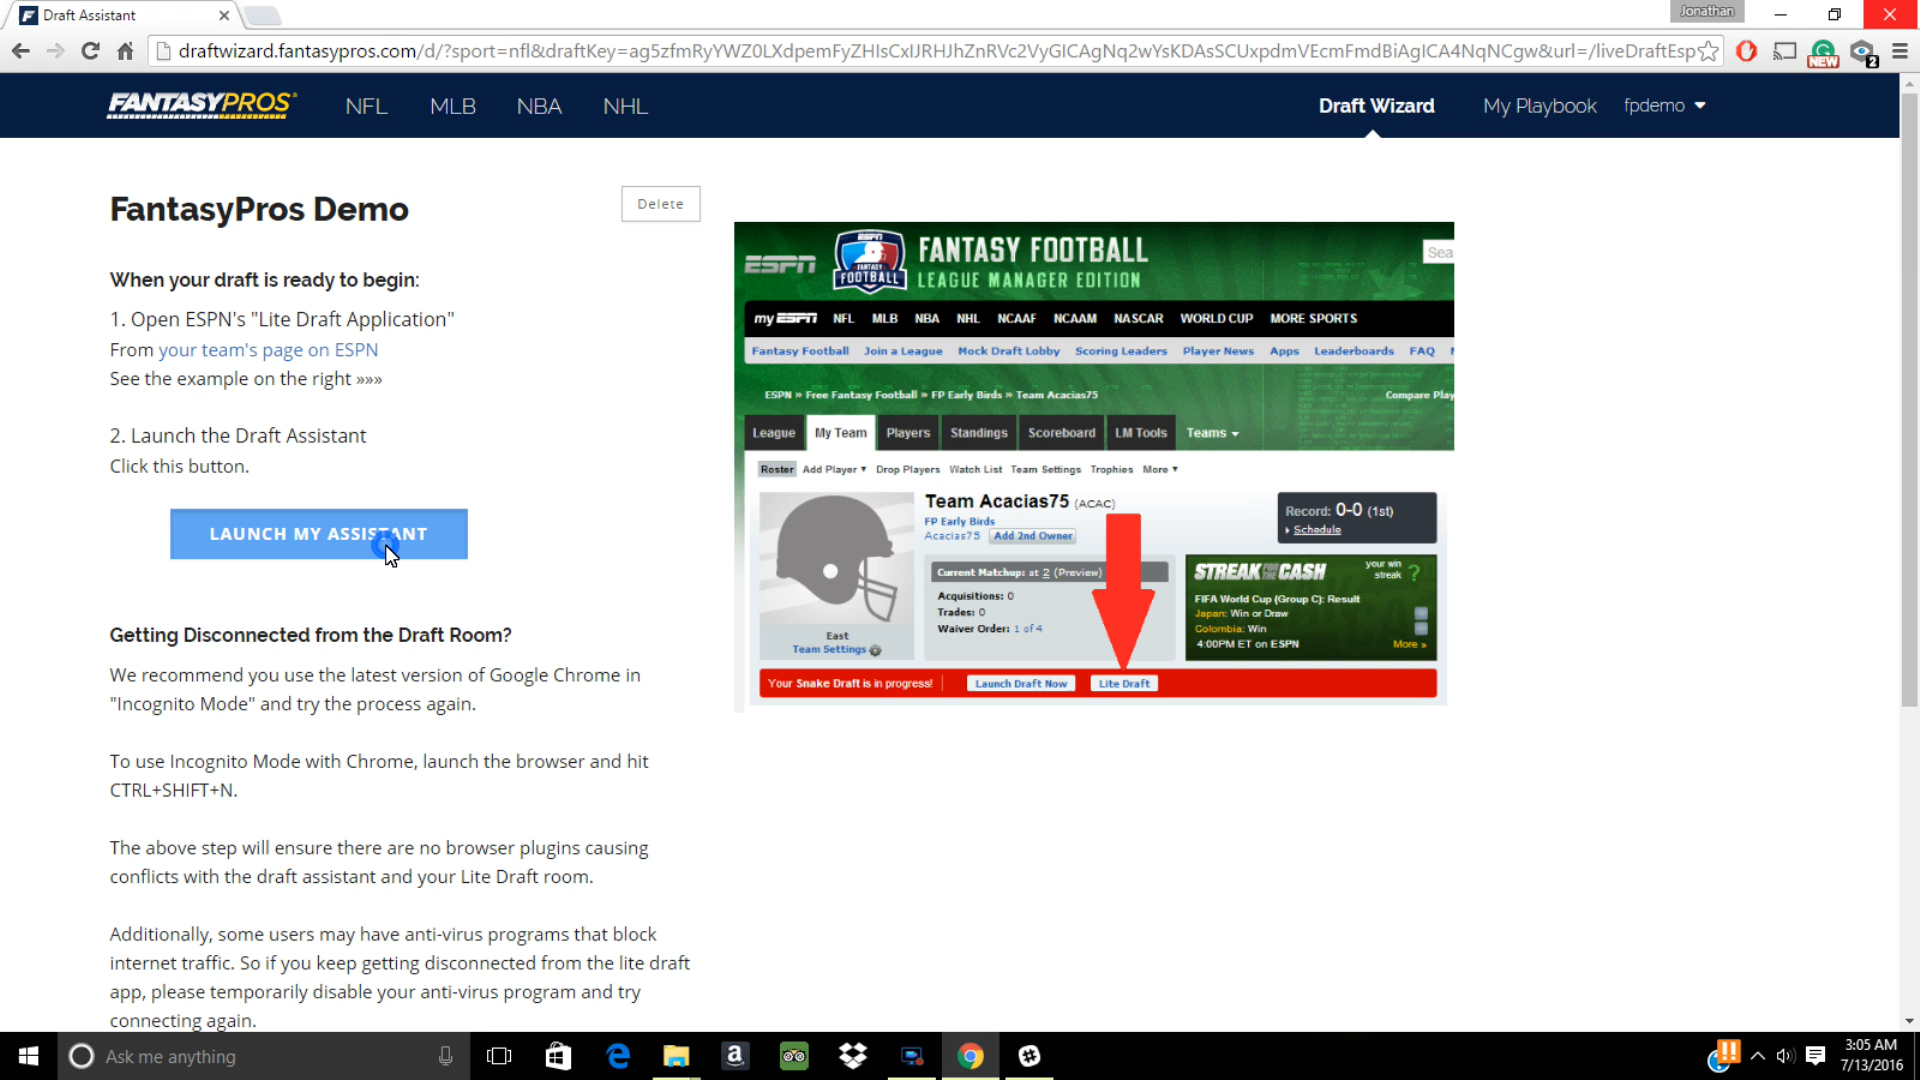 Draft Assistant
Jonathan
draftwizard.fantasypros.com/d/?sport=nfl&draftKey=ag5zfmRyYWZ0LXdpemFyZHIsCxIJRHJhZnRVc2VyGICAgNq2wYsKDAsSCUxpdmVEcmFmdBiAgICA4NqNCgw&url=/liveDraftEsp
NEW
2
FANTASYPROS
NFL
MLB
NBA
NHL
Draft Wizard
My Playbook
fpdemo
FantasyPros Demo
Delete
When your draft is ready to begin:
1. Open ESPN's "Lite Draft Application"
From your team's page on ESPN
See the example on the right »»»
2. Launch the Draft Assistant
Click this button.
LAUNCH MY ASSISTANT
Getting Disconnected from the Draft Room?
We recommend you use the latest version of Google Chrome in
"Incognito Mode" and try the process again.
To use Incognito Mode with Chrome, launch the browser and hit
CTRL+SHIFT+N.
The above step will ensure there are no browser plugins causing
conflicts with the draft assistant and your Lite Draft room.
Additionally, some users may have anti-virus programs that block
internet traffic. So if you keep getting disconnected from the lite draft
app, please temporarily disable your anti-virus program and try
connecting again.
ESPN
ESPN
FANTASY
FOOTBALL
FANTASY FOOTBALL
LEAGUE MANAGER EDITION
Sea
my ESPN NFL MLB NBA NHL NCAAF NCAAM NASCAR WORLD CUP MORE SPORTS
Fantasy Football Join a League Mock Draft Lobby Scoring Leaders Player News Apps Leaderboards FAQ
ESPN » Free Fantasy Football » FP Early Birds » Team Acacias75
Compare Play
League My Team Players Standings Scoreboard LM Tools Teams
Roster Add Player Drop Players Watch List Team Settings Trophies More
Team Acacias75 (ACAC)
FP Early Birds
Acacias75 Add 2nd Owner
Record: 0-0 (1st)
Schedule
Current Matchup: at 2 (Preview)
Acquisitions: 0
Trades: 0
Waiver Order: 1 of 4
East
Team Settings
STREAK FOR THE CASH
your win
streak ?
FIFA World Cup (Group C): Result
Japan: Win or Draw
Colombia: Win
4:00PM ET on ESPN
More »
Your Snake Draft is in progress!
Launch Draft Now
Lite Draft
Ask me anything
3:05 AM
7/13/2016